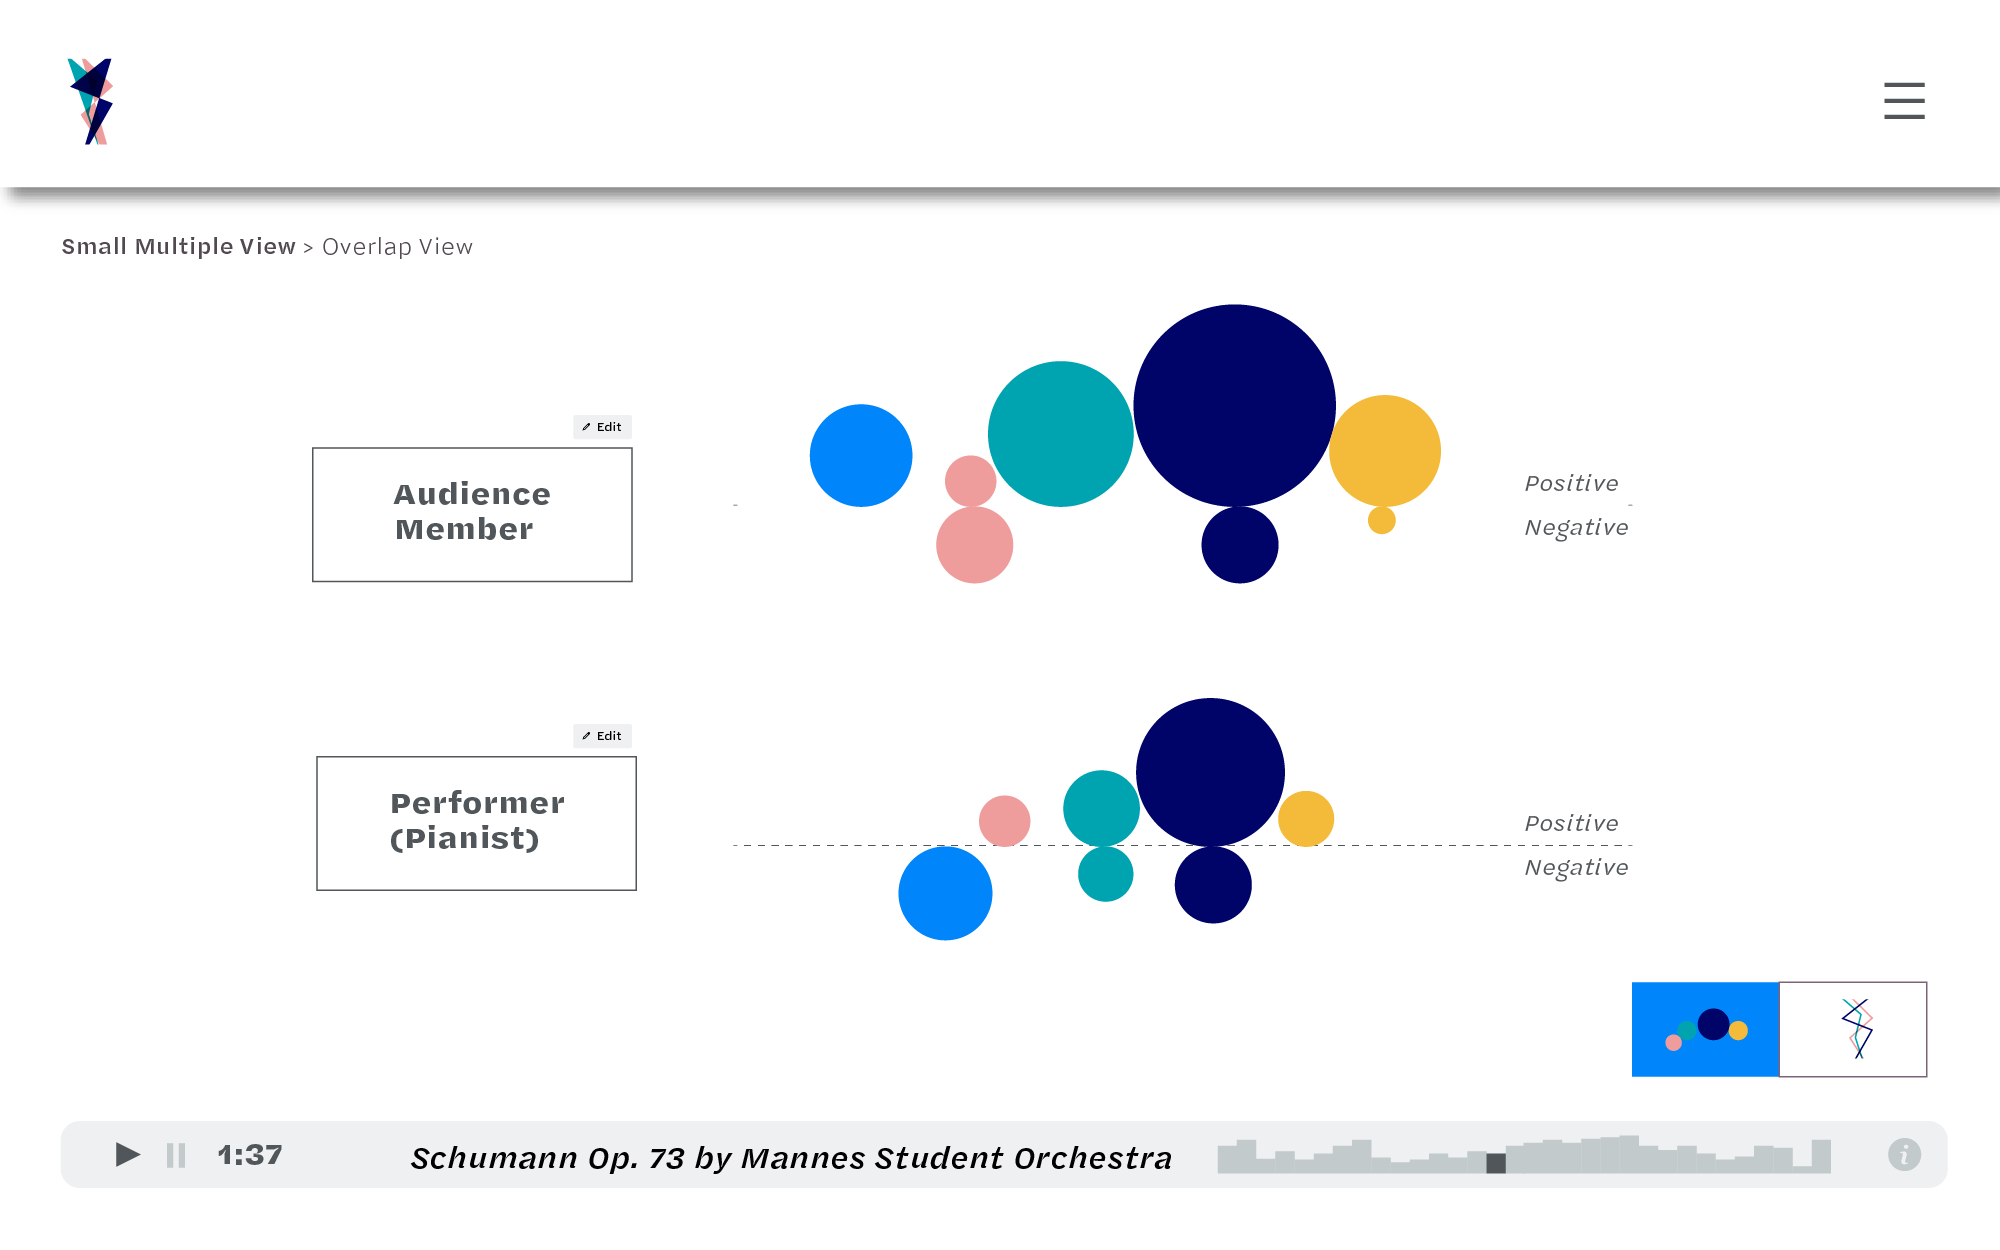 Small Multiple View > Overlap View
Edit
Audience
Member
Positive
Negative
Edit
Performer
(Pianist)
Positive
Negative
1:37
Schumann Op. 73 by Mannes Student Orchestra
i